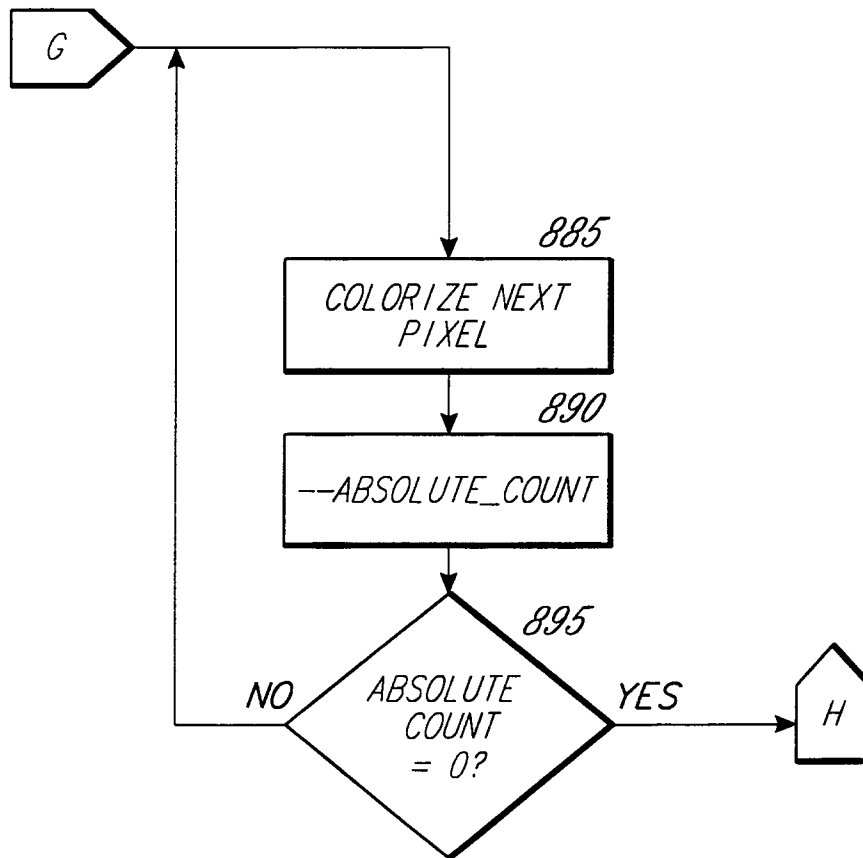 G
885
COLORIZE NEXT
PIXEL
890
--ABSOLUTE_COUNT
895
NO
ABSOLUTE
COUNT
= 0?
YES
H